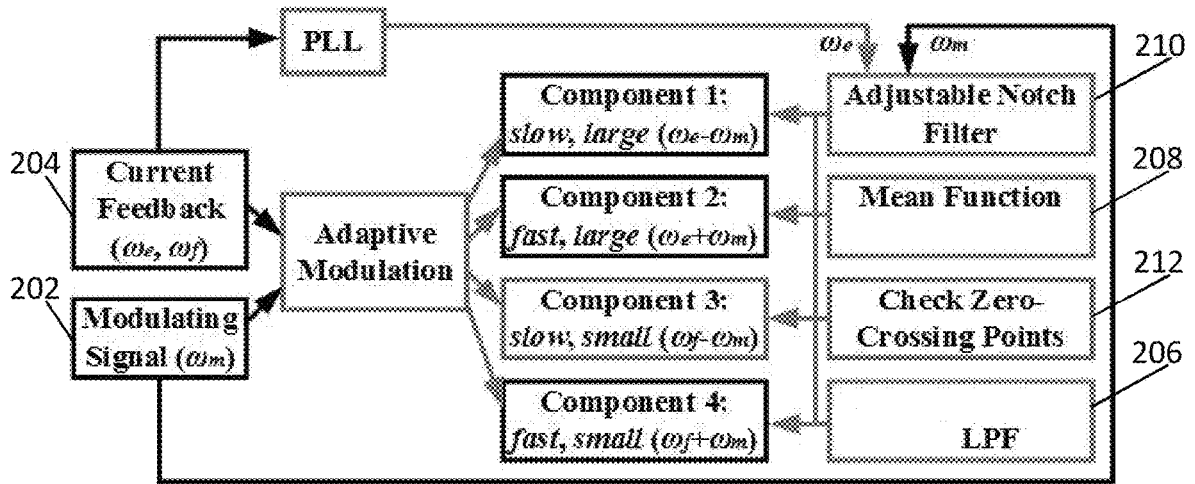 PLL
ωe
ωm
210
Component 1:
slow, large (ωe-ωm)
Adjustable Notch
Filter
204
Current
Feedback
(ωe, ωf)
208
Component 2:
fast, large (ωe+ωm)
Mean Function
Adaptive
Modulation
202
Modulating
Signal (ωm)
212
Component 3:
slow, small (ωf-ωm)
Check Zero-
Crossing Points
206
Component 4:
fast, small (ωf+ωm)
LPF